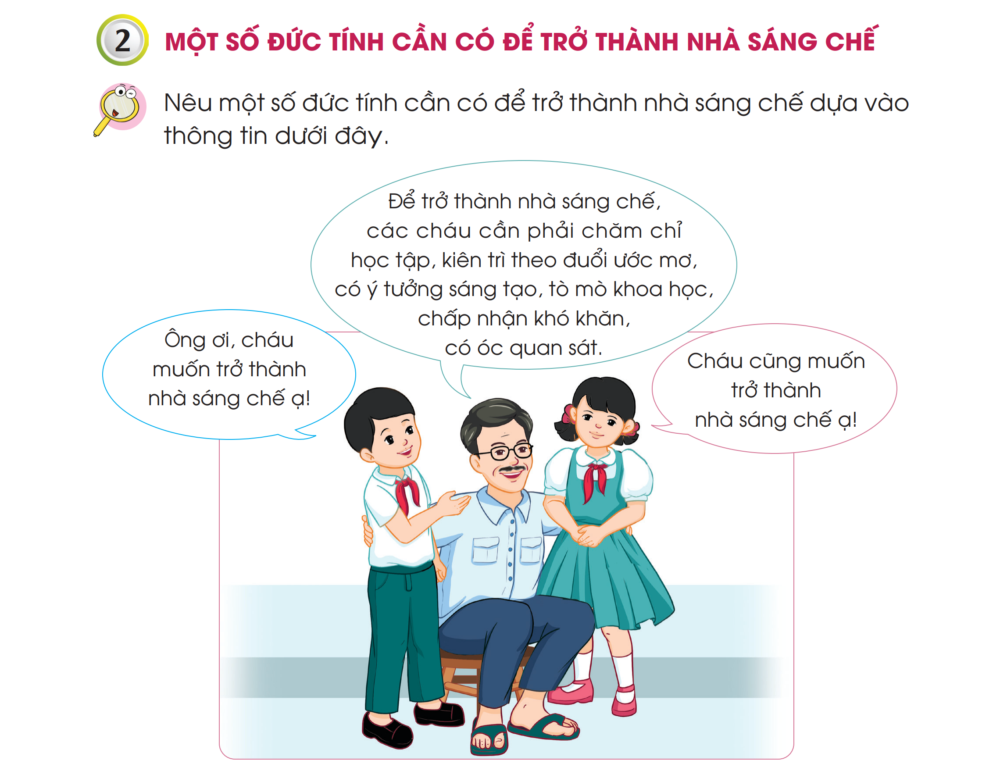 2
MỘT SỐ ĐỨC TÍNH CẦN CÓ ĐỂ TRỞ THÀNH NHÀ SÁNG CHẾ
Nêu một số đức tính cần có để trở thành nhà sáng chế dựa vào
thông tin dưới đây.
Để trở thành nhà sáng chế,
các cháu cần phải chăm chỉ
học tập, kiên trì theo đuổi ước mơ,
có ý tưởng sáng tạo, tò mò khoa học,
chấp nhận khó khăn,
có óc quan sát.
Ông ơi, cháu
muốn trở thành
nhà sáng chế ạ!
Cháu cũng muốn
trở thành
nhà sáng chế ạ!